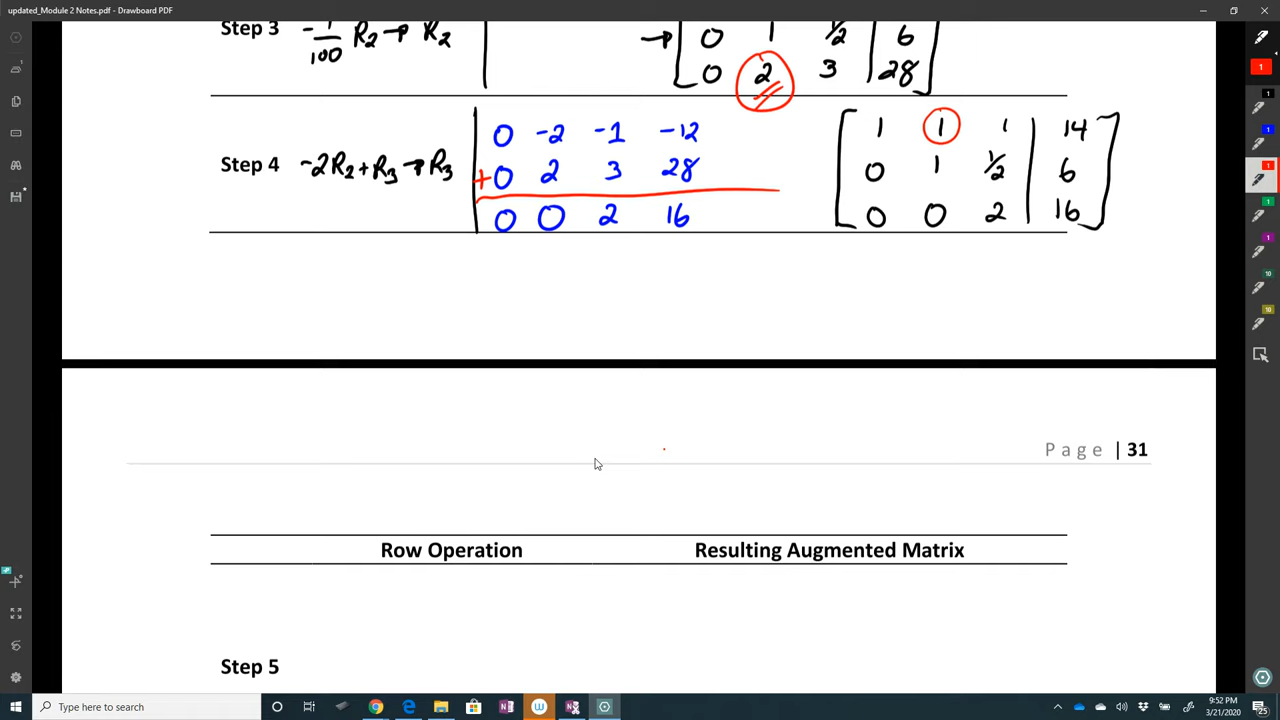 updated_Module 2 Notes.pdf - Drawboard PDF
Step 3 -1/100 R2 → R2
→ 0 1 1/2 | 6
0 2 3 | 28
Step 4 -2R2 + R3 → R3
0 -2 -1 -12
+ 0 2 3 28
0 0 2 16
1 1 1 | 14
0 1 1/2 | 6
0 0 2 | 16
Page | 31
Row Operation Resulting Augmented Matrix
Step 5
Type here to search
9:52 PM
3/21/2020